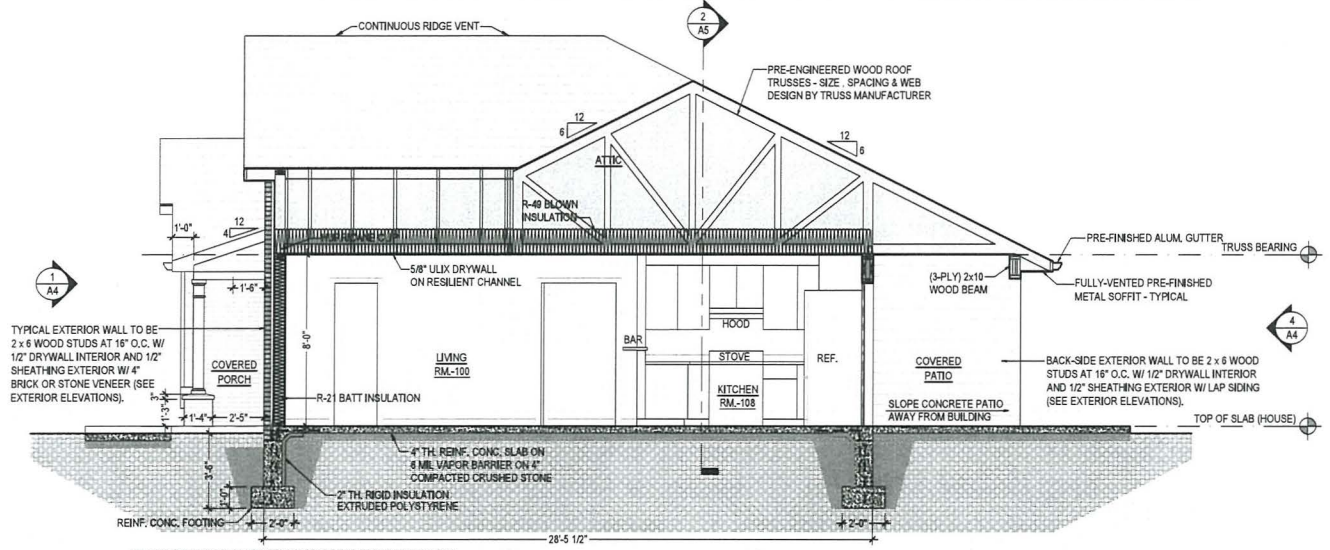 CONTINUOUS RIDGE VENT
2
A5
PRE-ENGINEERED WOOD ROOF
TRUSSES - SIZE , SPACING & WEB
DESIGN BY TRUSS MANUFACTURER
12
6
12
6
ATTIC
R-49 BLOWN
INSULATION
12
4
1'-0"
HURRICANE CLIP
PRE-FINISHED ALUM. GUTTER
TRUSS BEARING
5/8" ULIX DRYWALL
ON RESILIENT CHANNEL
(3-PLY) 2x10
WOOD BEAM
FULLY-VENTED PRE-FINISHED
METAL SOFFIT - TYPICAL
1
A4
1'-6"
4
A4
TYPICAL EXTERIOR WALL TO BE
2 x 6 WOOD STUDS AT 16" O.C. W/
1/2" DRYWALL INTERIOR AND 1/2"
SHEATHING EXTERIOR W/ 4"
BRICK OR STONE VENEER (SEE
EXTERIOR ELEVATIONS).
COVERED
PORCH
8'-0"
LIVING
RM.-100
BAR
HOOD
STOVE
REF.
KITCHEN
RM.-108
COVERED
PATIO
BACK-SIDE EXTERIOR WALL TO BE 2 x 6 WOOD
STUDS AT 16" O.C. W/ 1/2" DRYWALL INTERIOR
AND 1/2" SHEATHING EXTERIOR W/ LAP SIDING
(SEE EXTERIOR ELEVATIONS).
R-21 BATT INSULATION
SLOPE CONCRETE PATIO
AWAY FROM BUILDING
3"
1'-3"
1'-4"
2'-5"
TOP OF SLAB (HOUSE)
4" TH. REINF. CONC. SLAB ON
6 MIL VAPOR BARRIER ON 4"
COMPACTED CRUSHED STONE
3'-6"
1'-0"
2" TH. RIGID INSULATION
EXTRUDED POLYSTYRENE
REINF. CONC. FOOTING
2'-0"
2'-0"
28'-5 1/2"